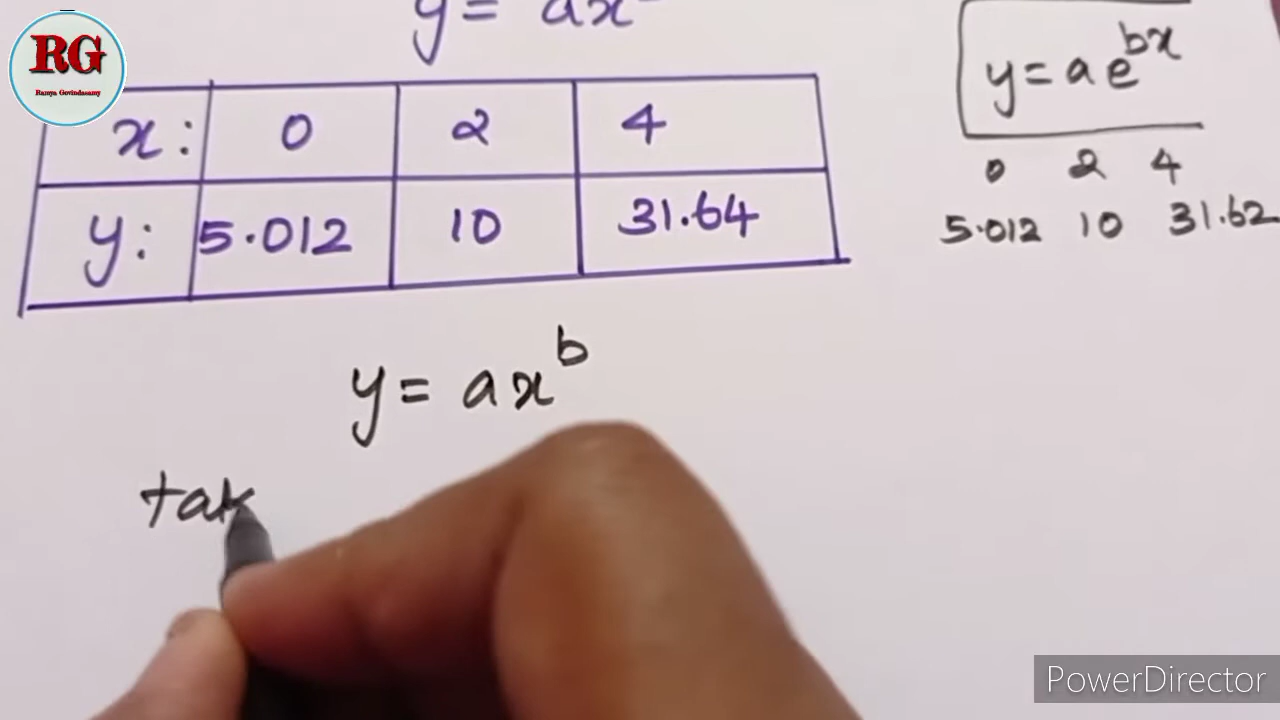 RG
Ramya Govindasamy
y = ax
y = ae^bx
x: 0 2 4
y: 5.012 10 31.64
0 2 4
5.012 10 31.62
y = ax^b
tak
PowerDirector